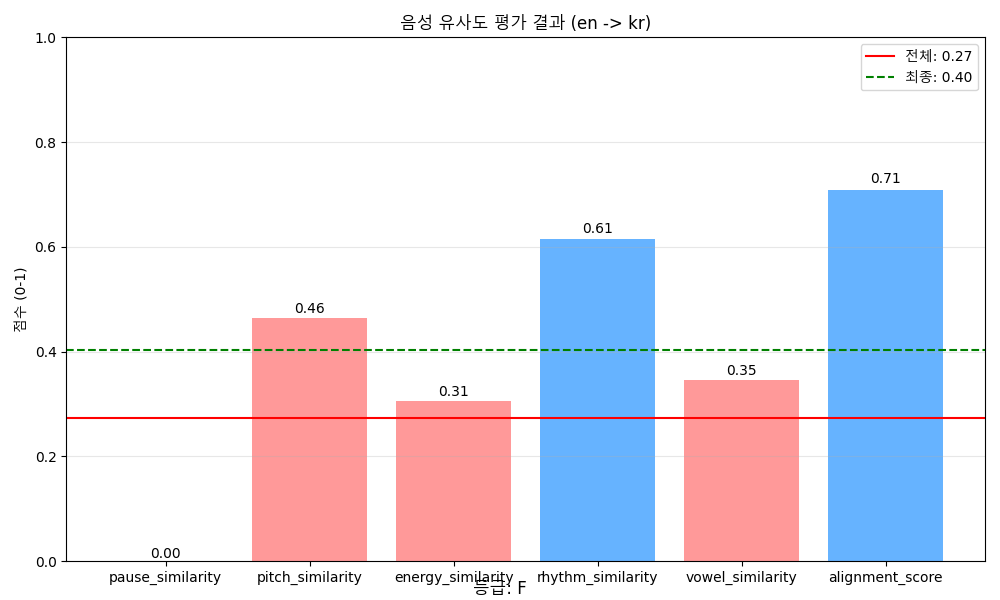 음성 유사도 평가 결과 (en -> kr)
전체: 0.27
최종: 0.40
점수 (0-1)
1.0
0.8
0.6
0.4
0.2
0.0
0.00
0.46
0.31
0.61
0.35
0.71
pause_similarity
pitch_similarity
energy_similarity
rhythm_similarity
vowel_similarity
alignment_score
등급: F